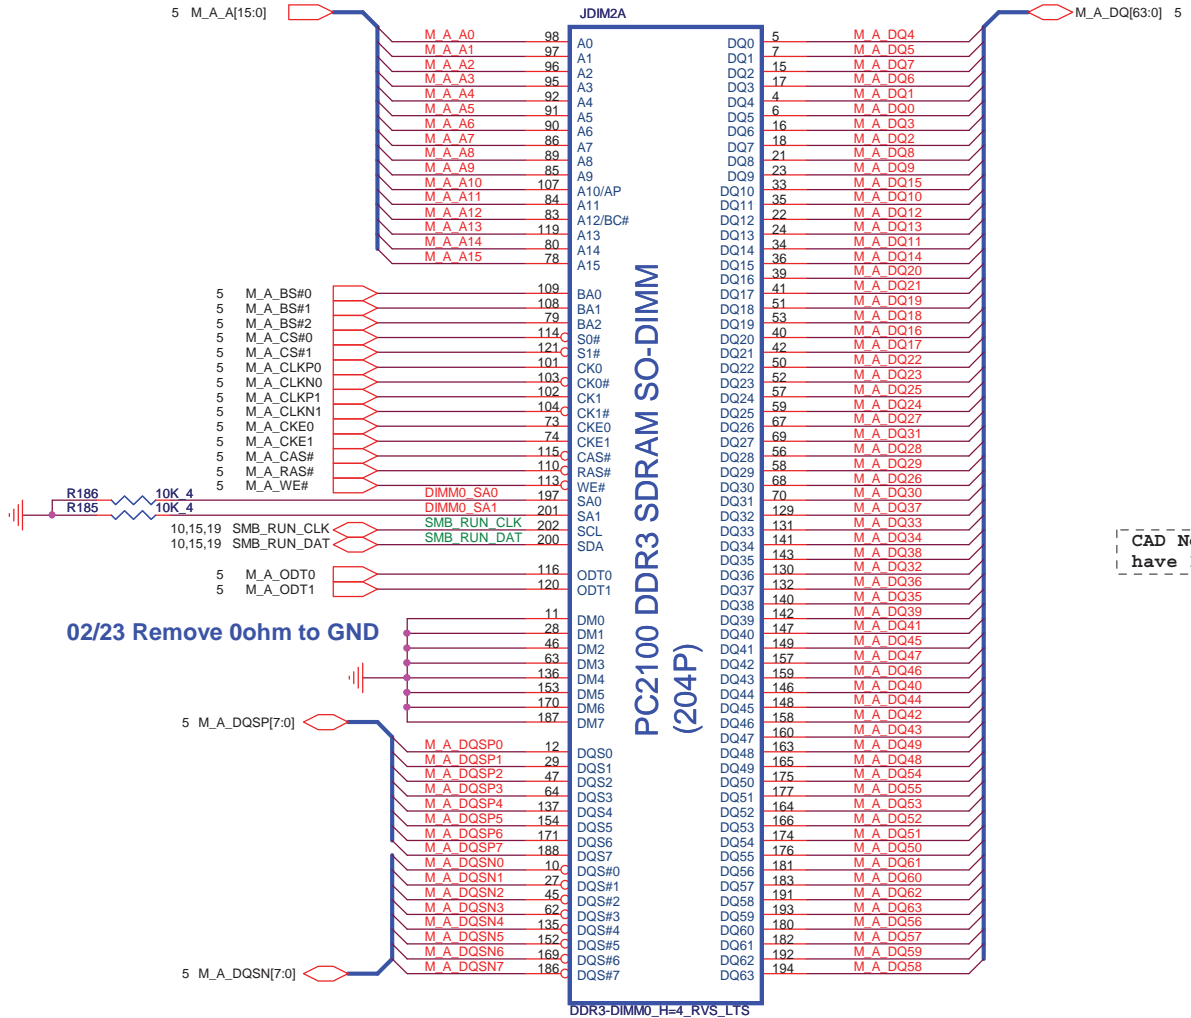 5 M_A_A[15:0]
JDIM2A
M_A_DQ[63:0] 5
M_A_A0 98 A0
M_A_A1 97 A1
M_A_A2 96 A2
M_A_A3 95 A3
M_A_A4 92 A4
M_A_A5 91 A5
M_A_A6 90 A6
M_A_A7 86 A7
M_A_A8 89 A8
M_A_A9 85 A9
M_A_A10 107 A10/AP
M_A_A11 84 A11
M_A_A12 83 A12/BC#
M_A_A13 119 A13
M_A_A14 80 A14
M_A_A15 78 A15
5 M_A_BS#0 109 BA0
5 M_A_BS#1 108 BA1
5 M_A_BS#2 79 BA2
5 M_A_CS#0 114 S0#
5 M_A_CS#1 121 S1#
5 M_A_CLKP0 101 CK0
5 M_A_CLKN0 103 CK0#
5 M_A_CLKP1 102 CK1
5 M_A_CLKN1 104 CK1#
5 M_A_CKE0 73 CKE0
5 M_A_CKE1 74 CKE1
5 M_A_CAS# 115 CAS#
5 M_A_RAS# 110 RAS#
5 M_A_WE# 113 WE#
R186 10K_4 DIMM0_SA0 197 SA0
R185 10K_4 DIMM0_SA1 201 SA1
10,15,19 SMB_RUN_CLK SMB_RUN_CLK 202 SCL
10,15,19 SMB_RUN_DAT SMB_RUN_DAT 200 SDA
5 M_A_ODT0 116 ODT0
5 M_A_ODT1 120 ODT1
02/23 Remove 0ohm to GND
11 DM0
28 DM1
46 DM2
63 DM3
136 DM4
153 DM5
170 DM6
187 DM7
5 M_A_DQSP[7:0]
M_A_DQSP0 12 DQS0
M_A_DQSP1 29 DQS1
M_A_DQSP2 47 DQS2
M_A_DQSP3 64 DQS3
M_A_DQSP4 137 DQS4
M_A_DQSP5 154 DQS5
M_A_DQSP6 171 DQS6
M_A_DQSP7 188 DQS7
M_A_DQSN0 10 DQS#0
M_A_DQSN1 27 DQS#1
M_A_DQSN2 45 DQS#2
M_A_DQSN3 62 DQS#3
M_A_DQSN4 135 DQS#4
M_A_DQSN5 152 DQS#5
M_A_DQSN6 169 DQS#6
M_A_DQSN7 186 DQS#7
5 M_A_DQSN[7:0]
PC2100 DDR3 SDRAM SO-DIMM
(204P)
DQ0 5 M_A_DQ4
DQ1 7 M_A_DQ5
DQ2 15 M_A_DQ7
DQ3 17 M_A_DQ6
DQ4 4 M_A_DQ1
DQ5 6 M_A_DQ0
DQ6 16 M_A_DQ3
DQ7 18 M_A_DQ2
DQ8 21 M_A_DQ8
DQ9 23 M_A_DQ9
DQ10 33 M_A_DQ15
DQ11 35 M_A_DQ10
DQ12 22 M_A_DQ12
DQ13 24 M_A_DQ13
DQ14 34 M_A_DQ11
DQ15 36 M_A_DQ14
DQ16 39 M_A_DQ20
DQ17 41 M_A_DQ21
DQ18 51 M_A_DQ19
DQ19 53 M_A_DQ18
DQ20 40 M_A_DQ16
DQ21 42 M_A_DQ17
DQ22 50 M_A_DQ22
DQ23 52 M_A_DQ23
DQ24 57 M_A_DQ25
DQ25 59 M_A_DQ24
DQ26 67 M_A_DQ27
DQ27 69 M_A_DQ31
DQ28 56 M_A_DQ28
DQ29 58 M_A_DQ29
DQ30 68 M_A_DQ26
DQ31 70 M_A_DQ30
DQ32 129 M_A_DQ37
DQ33 131 M_A_DQ33
DQ34 141 M_A_DQ34
DQ35 143 M_A_DQ38
DQ36 130 M_A_DQ32
DQ37 132 M_A_DQ36
DQ38 140 M_A_DQ35
DQ39 142 M_A_DQ39
DQ40 147 M_A_DQ41
DQ41 149 M_A_DQ45
DQ42 157 M_A_DQ47
DQ43 159 M_A_DQ46
DQ44 146 M_A_DQ40
DQ45 148 M_A_DQ44
DQ46 158 M_A_DQ42
DQ47 160 M_A_DQ43
DQ48 163 M_A_DQ49
DQ49 165 M_A_DQ48
DQ50 175 M_A_DQ54
DQ51 177 M_A_DQ55
DQ52 164 M_A_DQ53
DQ53 166 M_A_DQ52
DQ54 174 M_A_DQ51
DQ55 176 M_A_DQ50
DQ56 181 M_A_DQ61
DQ57 183 M_A_DQ60
DQ58 191 M_A_DQ62
DQ59 193 M_A_DQ63
DQ60 180 M_A_DQ56
DQ61 182 M_A_DQ57
DQ62 192 M_A_DQ59
DQ63 194 M_A_DQ58
CAD
have
DDR3-DIMM0_H=4_RVS_LTS